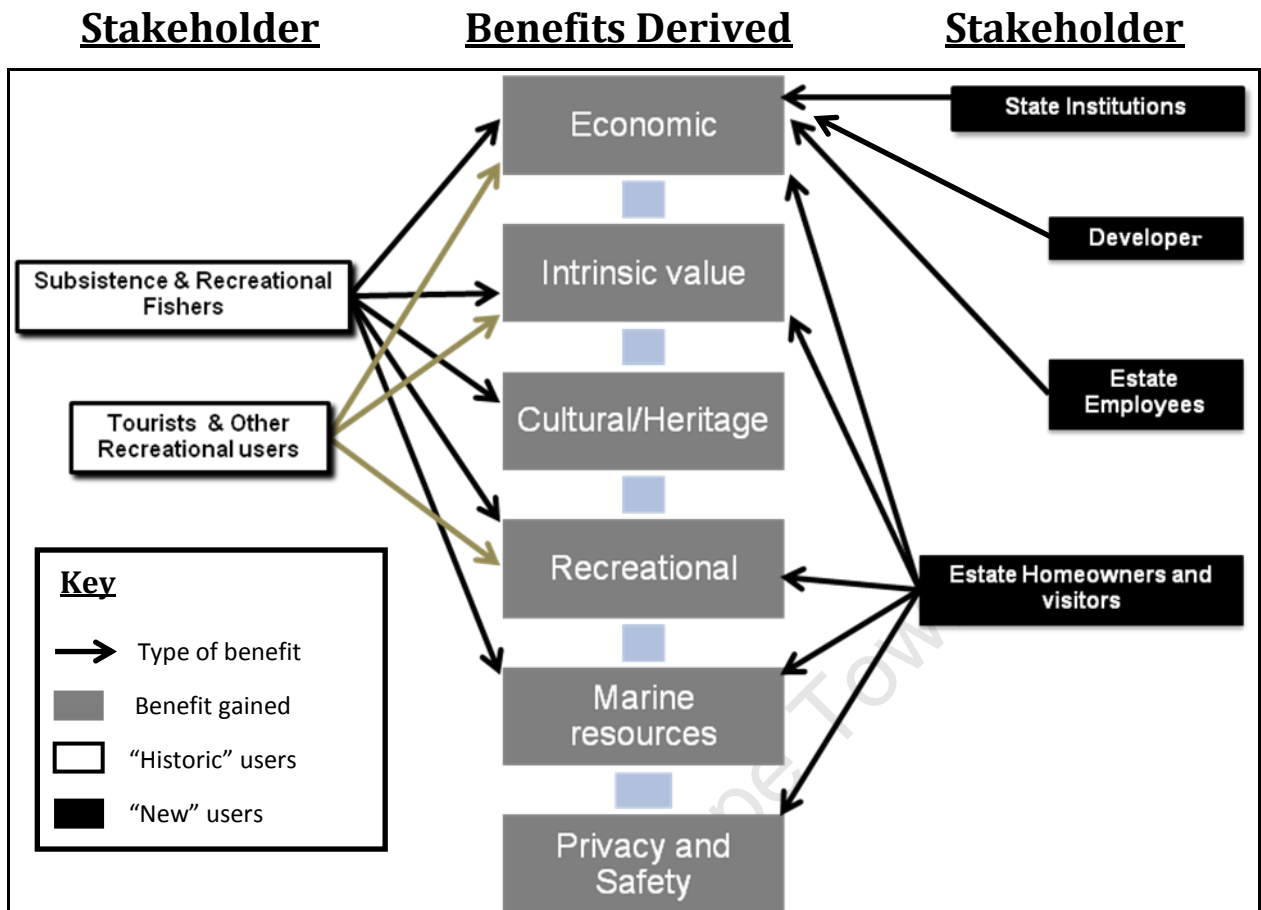 Stakeholder
Benefits Derived
Stakeholder
Economic
Intrinsic value
Cultural/Heritage
Recreational
Marine
resources
Privacy and
Safety
Subsistence & Recreational
Fishers
Tourists & Other
Recreational users
State Institutions
Developer
Estate
Employees
Estate Homeowners and
visitors
Key
Type of benefit
Benefit gained
“Historic” users
“New” users